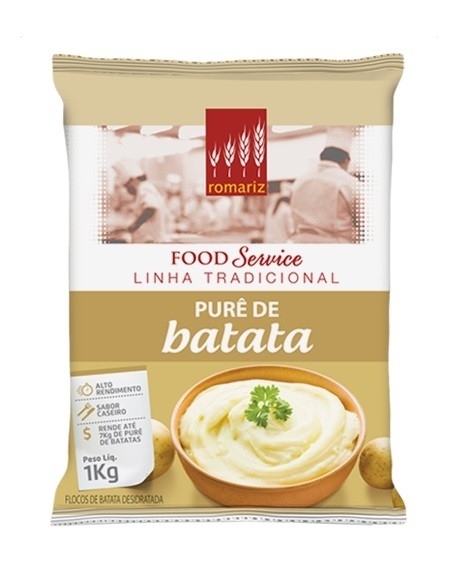 romariz
FOOD Service
LINHA TRADICIONAL
PURÊ DE
batata
ALTO
RENDIMENTO
SABOR
CASEIRO
$ RENDE ATÉ
7Kg DE PURÊ
DE BATATAS
Peso Líq.
1Kg
FLOCOS DE BATATA DESIDRATADA